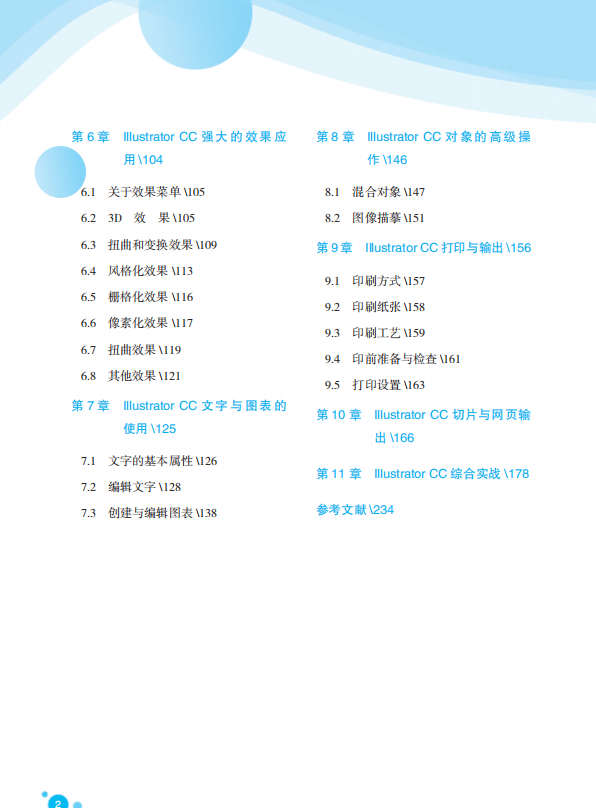 第 6 章 Illustrator CC 强大的效果应
用 \104
6.1 关于效果菜单 \105
6.2 3D 效 果 \105
6.3 扭曲和变换效果 \109
6.4 风格化效果 \113
6.5 栅格化效果 \116
6.6 像素化效果 \117
6.7 扭曲效果 \119
6.8 其他效果 \121
第 7 章 Illustrator CC 文字与图表的
使用 \125
7.1 文字的基本属性 \126
7.2 编辑文字 \128
7.3 创建与编辑图表 \138
第 8 章 Illustrator CC 对象的高级操
作 \146
8.1 混合对象 \147
8.2 图像描摹 \151
第 9 章 Illustrator CC 打印与输出 \156
9.1 印刷方式 \157
9.2 印刷纸张 \158
9.3 印刷工艺 \159
9.4 印前准备与检查 \161
9.5 打印设置 \163
第 10 章 Illustrator CC 切片与网页输
出 \166
第 11 章 Illustrator CC 综合实战 \178
参考文献 \234
2